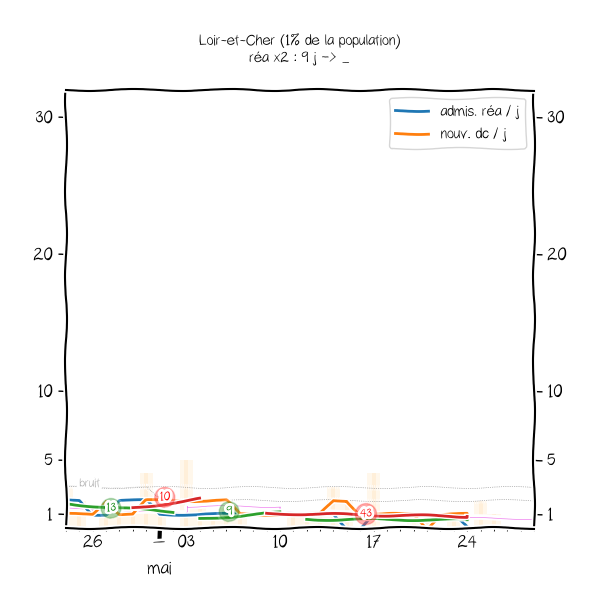 Loir-et-Cher (1% de la population)
réa x2 : 9 j -> _
admis. réa / j
nouv. dc / j
30 30
20 20
10 10
5 5
bruit
13 10 9 43
1 1
26 03 10 17 24
mai